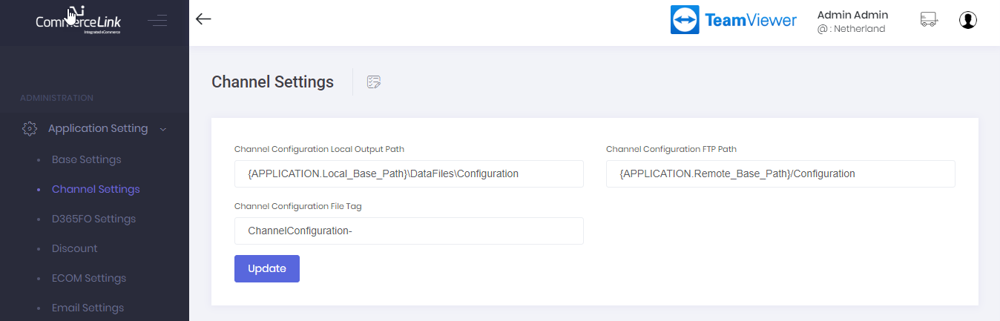 CommerceLink
Integrated eCommerce
TeamViewer
Admin Admin
@ : Netherland
ADMINISTRATION
Application Setting
Base Settings
Channel Settings
D365FO Settings
Discount
ECOM Settings
Email Settings
Channel Settings
Channel Configuration Local Output Path
{APPLICATION.Local_Base_Path}\DataFiles\Configuration
Channel Configuration FTP Path
{APPLICATION.Remote_Base_Path}/Configuration
Channel Configuration File Tag
ChannelConfiguration-
Update